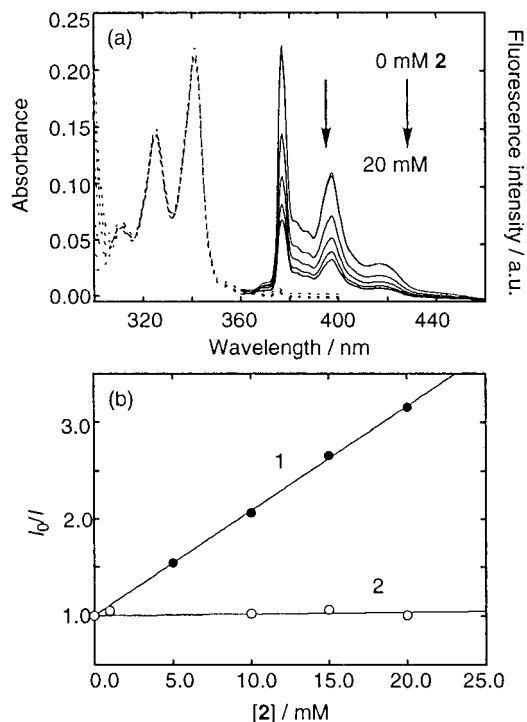 (a)
0.25
0.20
0.15
0.10
0.05
0.00
Absorbance
0 mM 2
20 mM
Fluorescence intensity / a.u.
320 360 400 440
Wavelength / nm
(b)
3.0
2.0
1.0
I0/I
1
2
0.0 5.0 10.0 15.0 20.0 25.0
[2] / mM